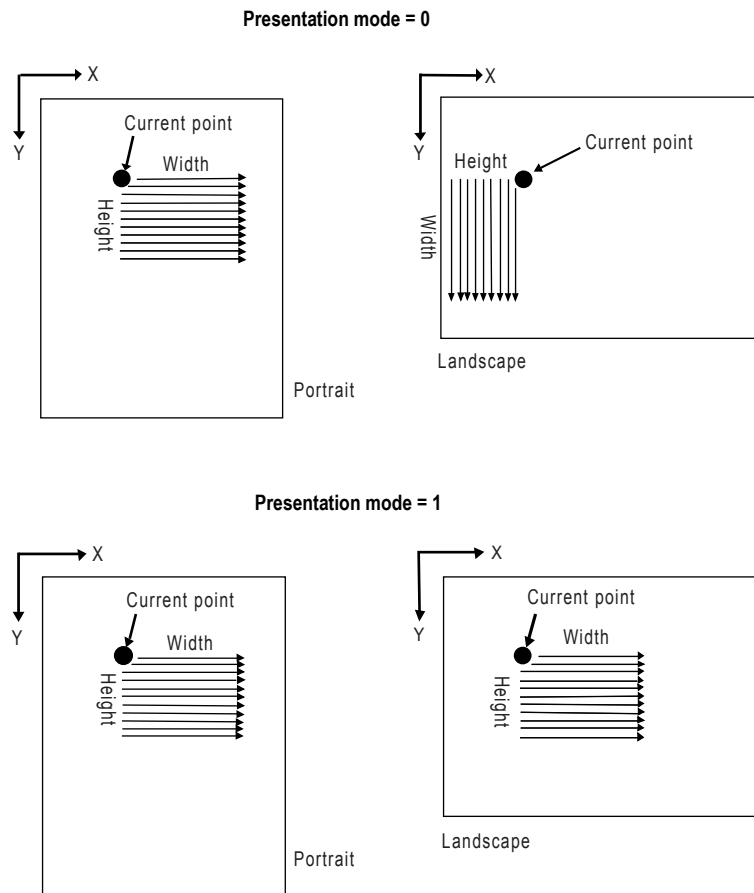 Presentation mode = 0
X
Y
Current point
Width
Height
Portrait
X
Y
Height
Current point
Width
Landscape
Presentation mode = 1
X
Y
Current point
Width
Height
Portrait
X
Y
Current point
Width
Height
Landscape